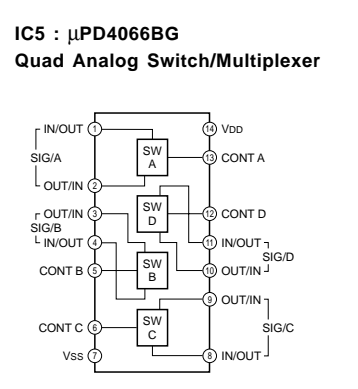 IC5 : µPD4066BG
Quad Analog Switch/Multiplexer
IN/OUT 1
14 VDD
SW
A
SIG/A
13 CONT A
OUT/IN 2
OUT/IN 3
SW
D
12 CONT D
SIG/B
IN/OUT 4
11 IN/OUT
SIG/D
CONT B 5
SW
B
10 OUT/IN
9 OUT/IN
CONT C 6
SW
C
SIG/C
VSS 7
8 IN/OUT